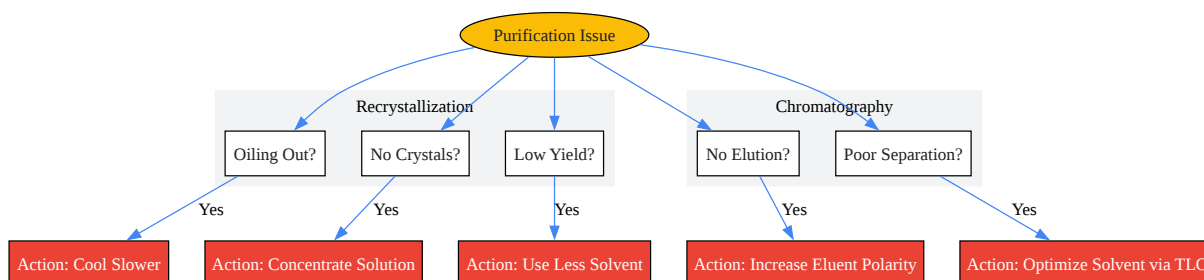 Purification Issue
Recrystallization
Chromatography
Oiling Out?
No Crystals?
Low Yield?
No Elution?
Poor Separation?
Yes
Yes
Yes
Yes
Yes
Action: Cool Slower
Action: Concentrate Solution
Action: Use Less Solvent
Action: Increase Eluent Polarity
Action: Optimize Solvent via TLC